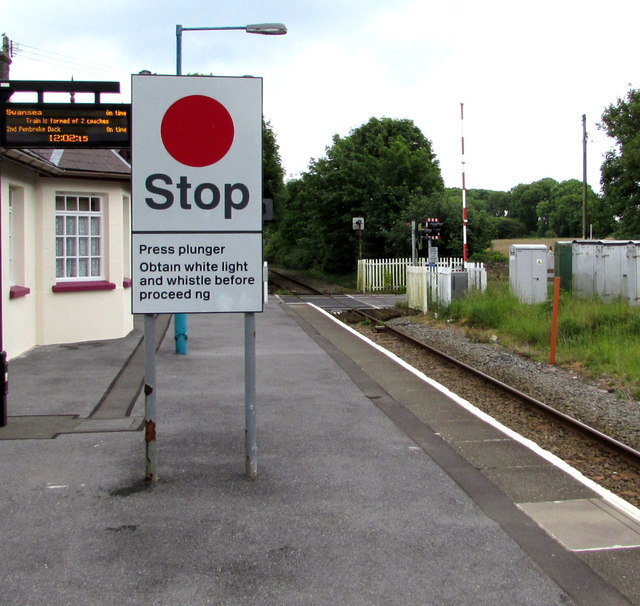 Swansea On time
Train is formed of 2 coaches
2nd Pembroke Dock On time
12:02:15
Stop
Press plunger
Obtain white light
and whistle before
proceed ng